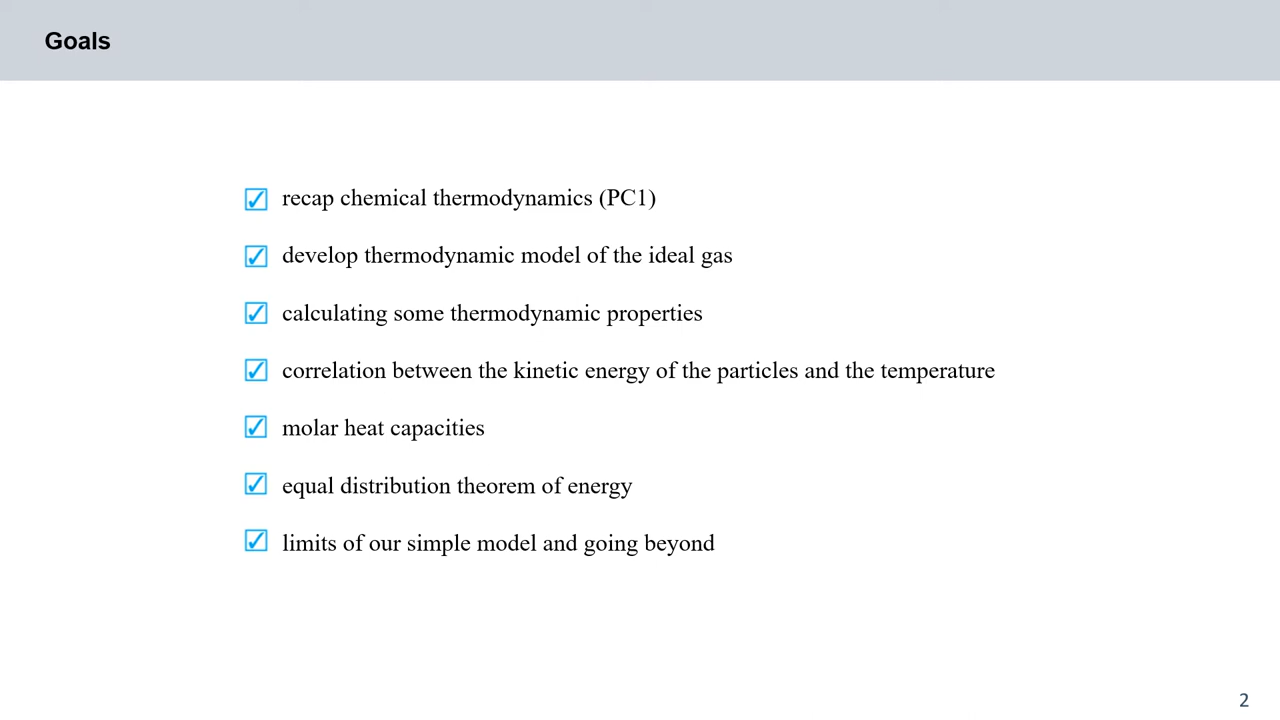 Goals
recap chemical thermodynamics (PC1)
develop thermodynamic model of the ideal gas
calculating some thermodynamic properties
correlation between the kinetic energy of the particles and the temperature
molar heat capacities
equal distribution theorem of energy
limits of our simple model and going beyond
2